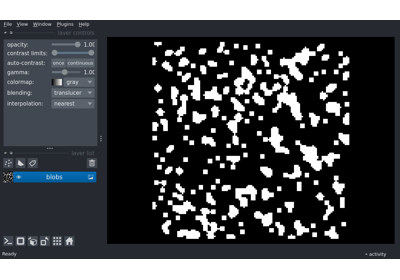 File View Window Plugins Help
layer controls
opacity: 1.00
contrast limits:
auto-contrast: once continuous
gamma: 1.00
colormap: gray
blending: translucer
interpolation: nearest
layer list
blobs
Ready
activity